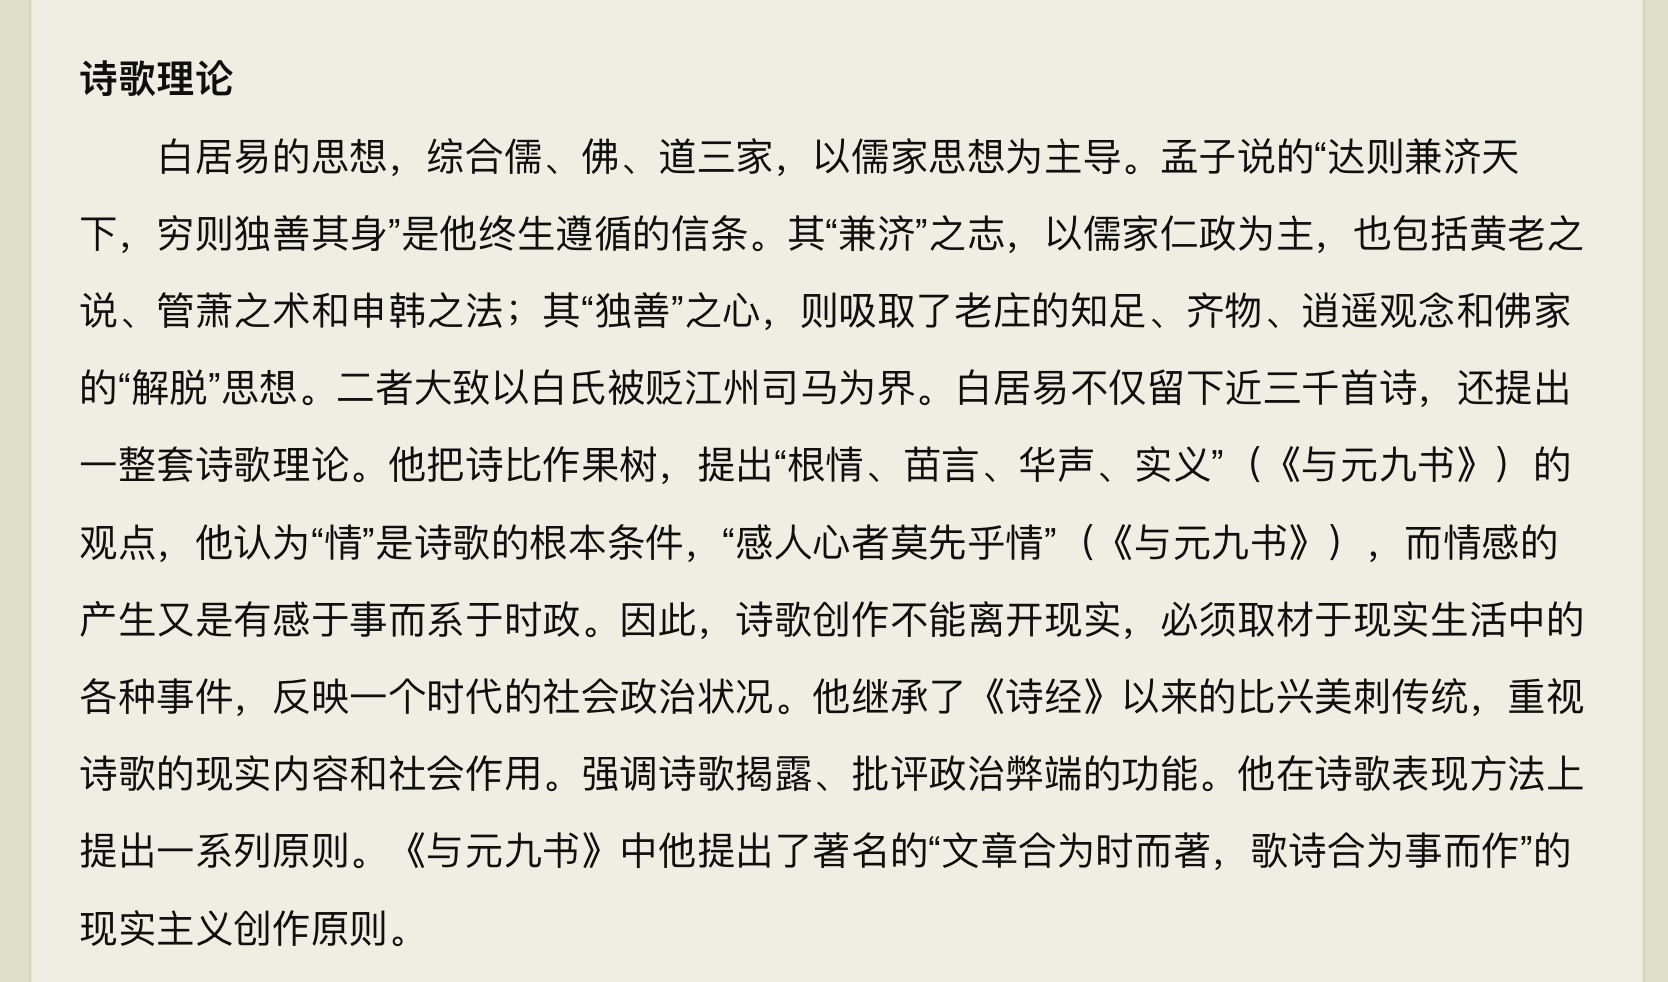 诗歌理论
白居易的思想，综合儒、佛、道三家，以儒家思想为主导。孟子说的“达则兼济天
下，穷则独善其身”是他终生遵循的信条。其“兼济”之志，以儒家仁政为主，也包括黄老之
说、管萧之术和申韩之法；其“独善”之心，则吸取了老庄的知足、齐物、逍遥观念和佛家
的“解脱”思想。二者大致以白氏被贬江州司马为界。白居易不仅留下近三千首诗，还提出
一整套诗歌理论。他把诗比作果树，提出“根情、苗言、华声、实义”（《与元九书》）的
观点，他认为“情”是诗歌的根本条件，“感人心者莫先乎情”（《与元九书》），而情感的
产生又是有感于事而系于时政。因此，诗歌创作不能离开现实，必须取材于现实生活中的
各种事件，反映一个时代的社会政治状况。他继承了《诗经》以来的比兴美刺传统，重视
诗歌的现实内容和社会作用。强调诗歌揭露、批评政治弊端的功能。他在诗歌表现方法上
提出一系列原则。《与元九书》中他提出了著名的“文章合为时而著，歌诗合为事而作”的
现实主义创作原则。